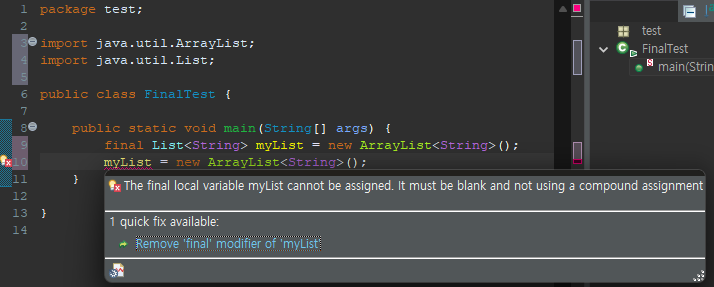 1 package test;
2
3 import java.util.ArrayList;
4 import java.util.List;
5
6 public class FinalTest {
7
8 public static void main(String[] args) {
9 final List<String> myList = new ArrayList<String>();
10 myList = new ArrayList<String>();
11 }
12
13 }
14
The final local variable myList cannot be assigned. It must be blank and not using a compound assignment
1 quick fix available:
Remove 'final' modifier of 'myList'
test
FinalTest
main(Strin